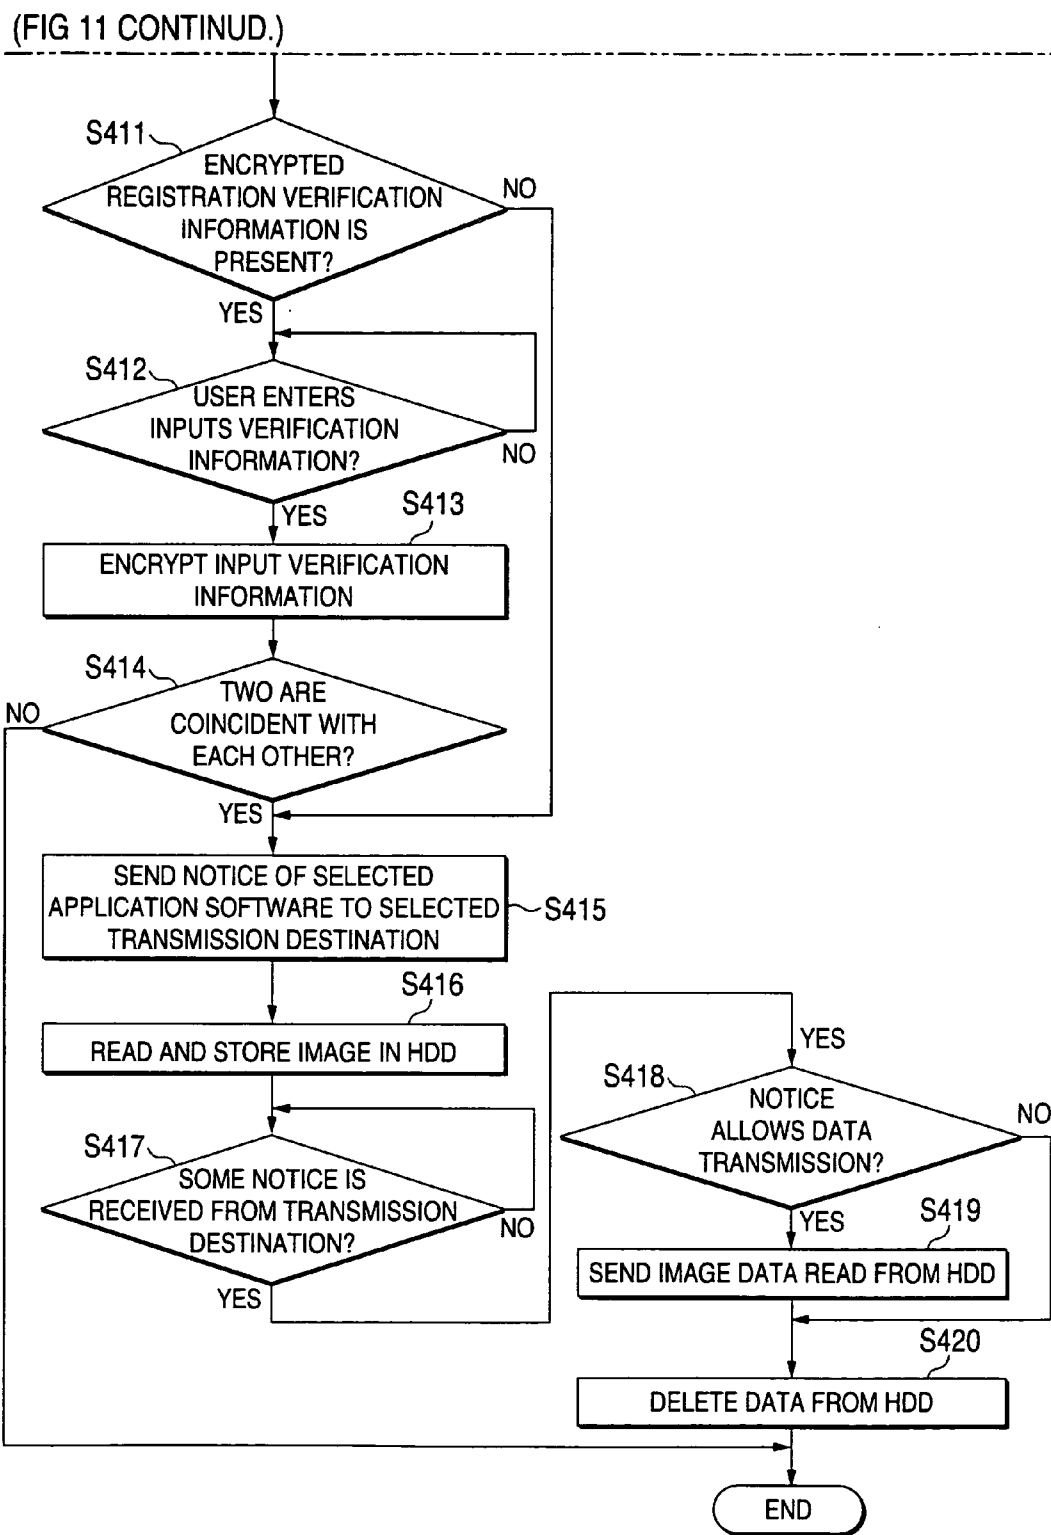 (FIG 11 CONTINUD.)
S411
ENCRYPTED
REGISTRATION VERIFICATION
INFORMATION IS
PRESENT?
NO
YES
S412
USER ENTERS
INPUTS VERIFICATION
INFORMATION?
NO
YES
S413
ENCRYPT INPUT VERIFICATION
INFORMATION
S414
TWO ARE
COINCIDENT WITH
EACH OTHER?
NO
YES
SEND NOTICE OF SELECTED
APPLICATION SOFTWARE TO SELECTED
TRANSMISSION DESTINATION
S415
S416
READ AND STORE IMAGE IN HDD
S417
SOME NOTICE IS
RECEIVED FROM TRANSMISSION
DESTINATION?
NO
YES
YES
S418
NOTICE
ALLOWS DATA
TRANSMISSION?
NO
YES
S419
SEND IMAGE DATA READ FROM HDD
S420
DELETE DATA FROM HDD
END